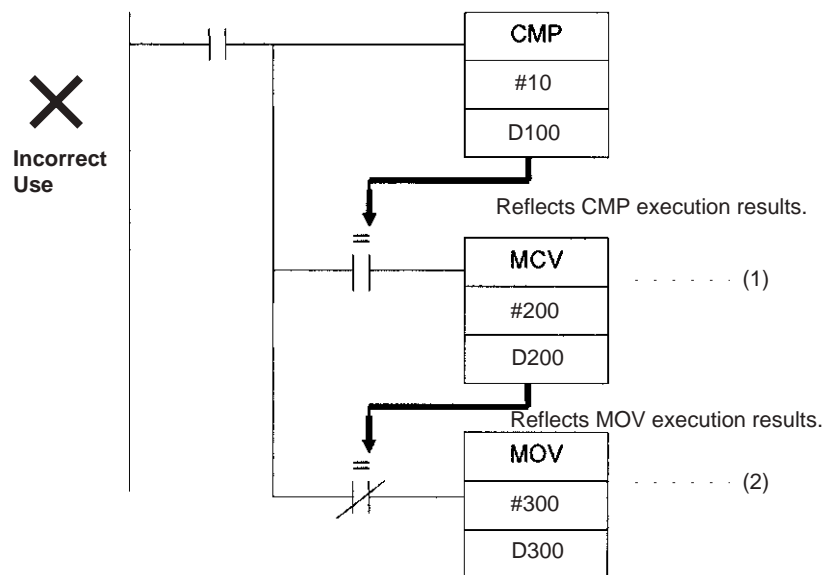 CMP
#10
D100
Incorrect
Use
Reflects CMP execution results.
=
MCV
(1)
#200
D200
Reflects MOV execution results.
=
MOV
(2)
#300
D300